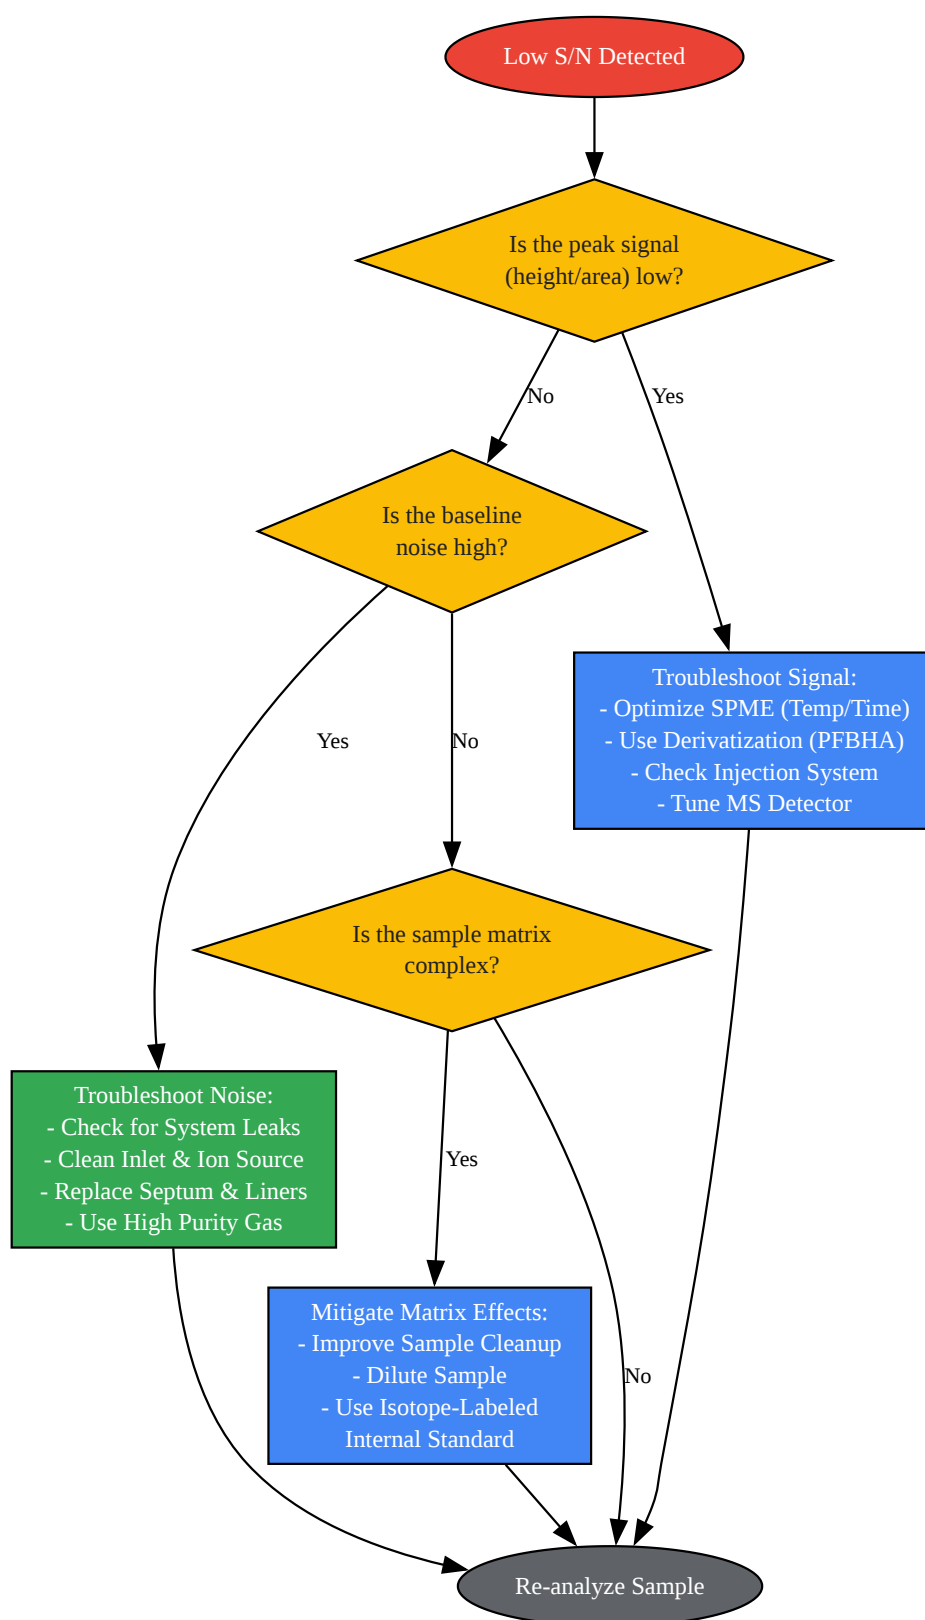 Low S/N Detected
Is the peak signal
(height/area) low?
No
Yes
Is the baseline
noise high?
Troubleshoot Signal:
- Optimize SPME (Temp/Time)
- Use Derivatization (PFBHA)
- Check Injection System
- Tune MS Detector
Yes
No
Is the sample matrix
complex?
Troubleshoot Noise:
- Check for System Leaks
- Clean Inlet & Ion Source
- Replace Septum & Liners
- Use High Purity Gas
Yes
Mitigate Matrix Effects:
- Improve Sample Cleanup
- Dilute Sample
- Use Isotope-Labeled
Internal Standard
No
Re-analyze Sample